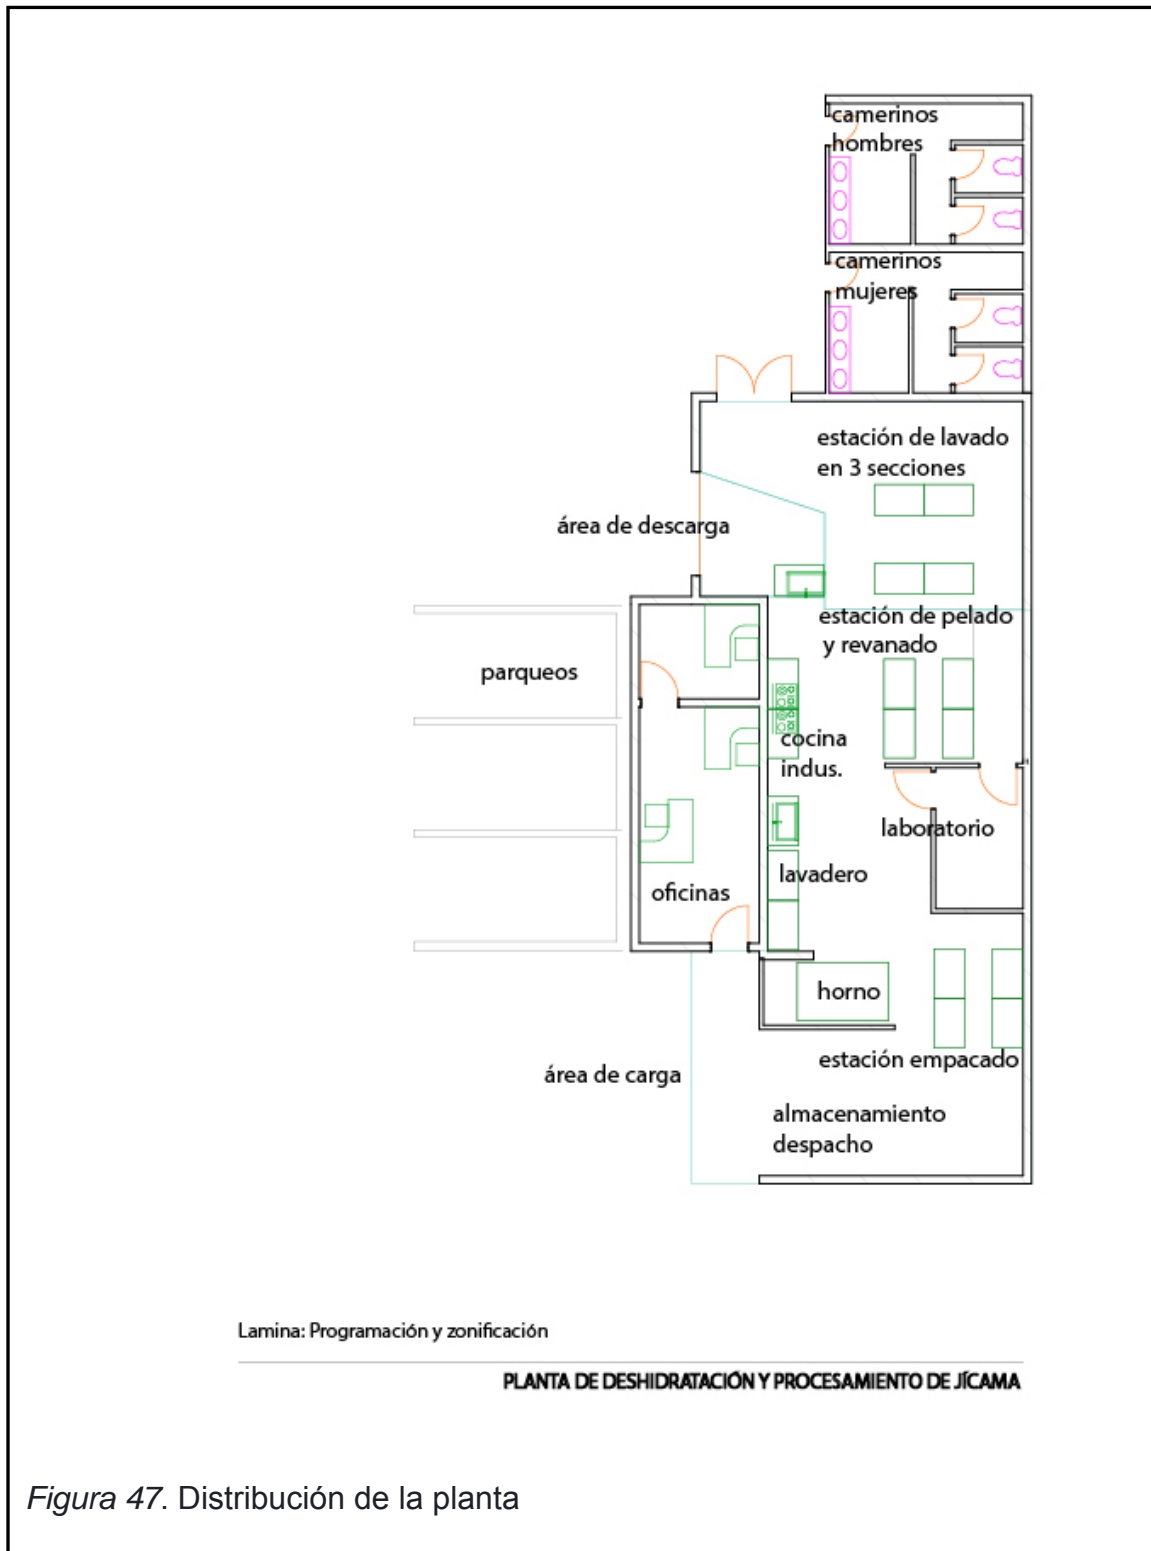 camerinos
hombres
camerinos
mujeres
estación de lavado
en 3 secciones
área de descarga
estación de pelado
y revanado
parqueos
cocina
indus.
laboratorio
lavadero
oficinas
horno
estación empacado
área de carga
almacenamiento
despacho
Lamina: Programación y zonificación
PLANTA DE DESHIDRATACIÓN Y PROCESAMIENTO DE JÍCAMA
Figura 47. Distribución de la planta